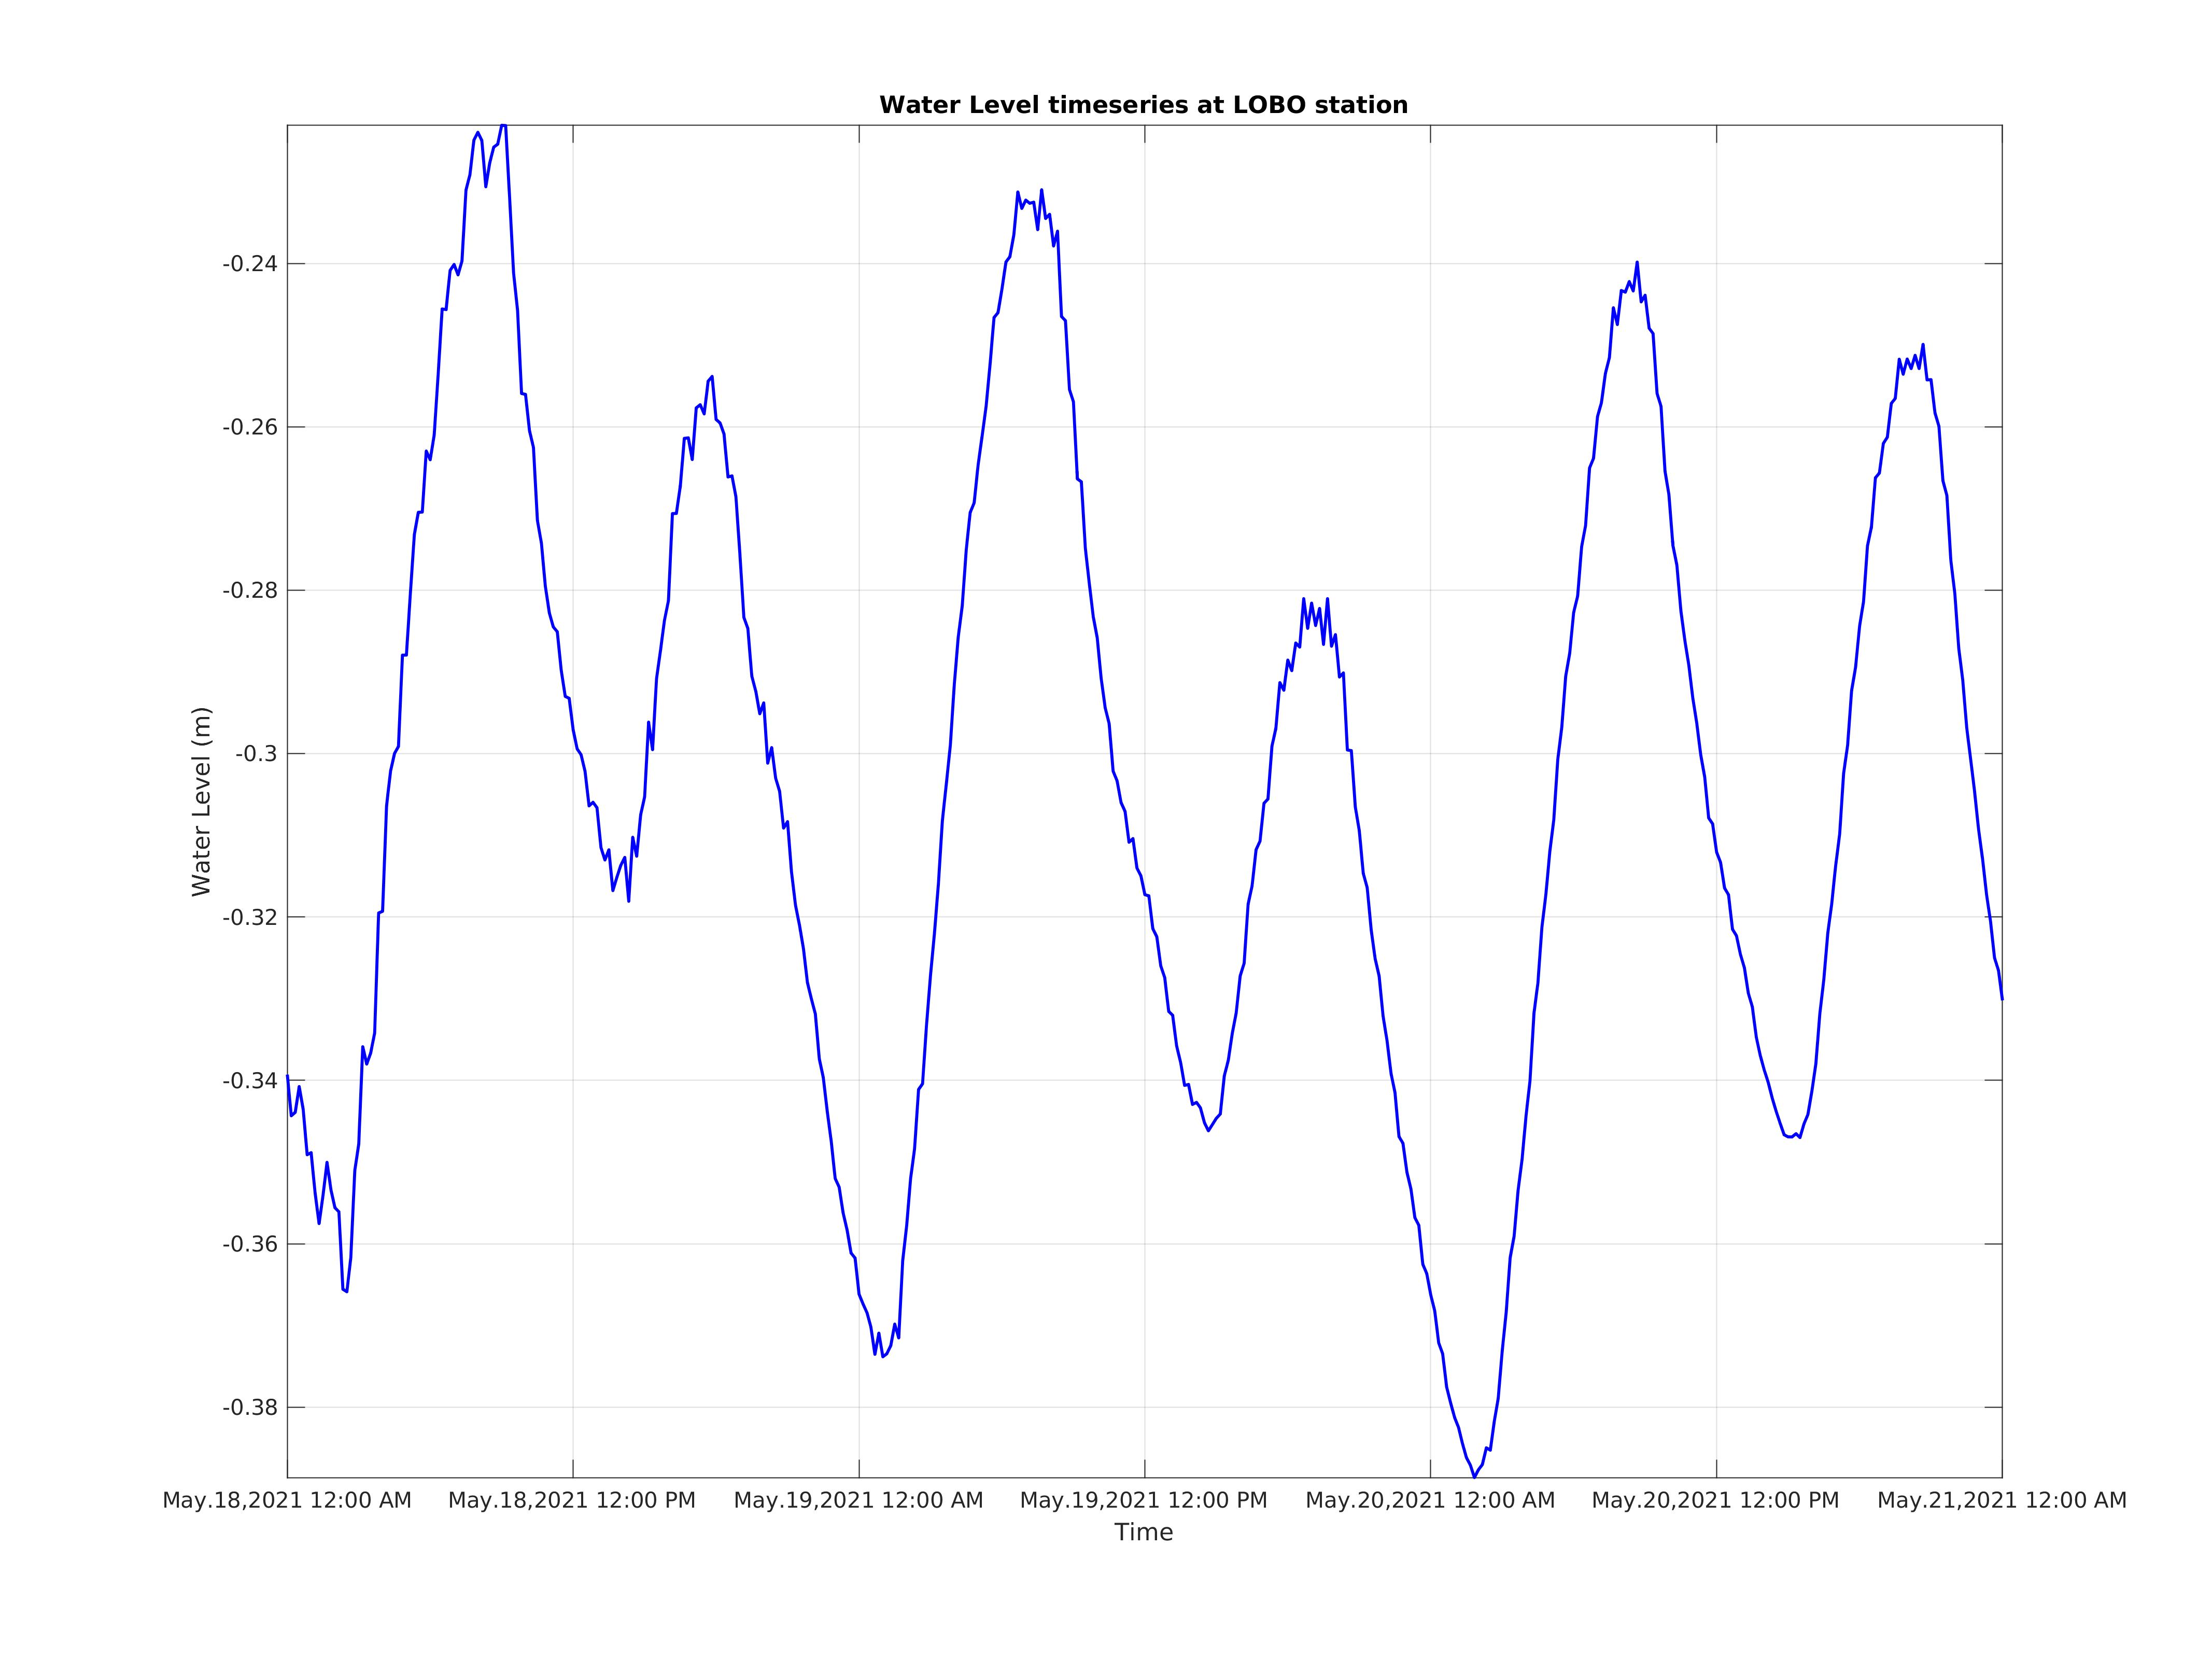 Water Level timeseries at LOBO station
-0.24
-0.26
-0.28
-0.3
-0.32
-0.34
-0.36
-0.38
Water Level (m)
May.18,2021 12:00 AM May.18,2021 12:00 PM May.19,2021 12:00 AM May.19,2021 12:00 PM May.20,2021 12:00 AM May.20,2021 12:00 PM May.21,2021 12:00 AM
Time